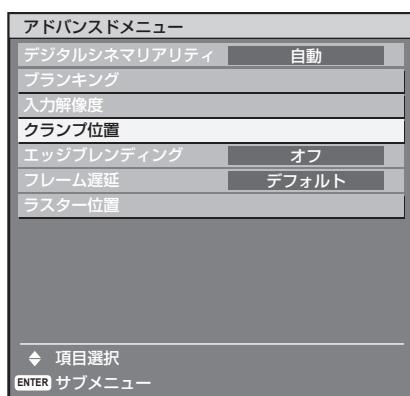 アドバンスドメニュー
デジタルシネマリアリティ 自動
ブランキング
入力解像度
クランプ位置
エッジブレンディング オフ
フレーム遅延 デフォルト
ラスター位置
項目選択
ENTER サブメニュー